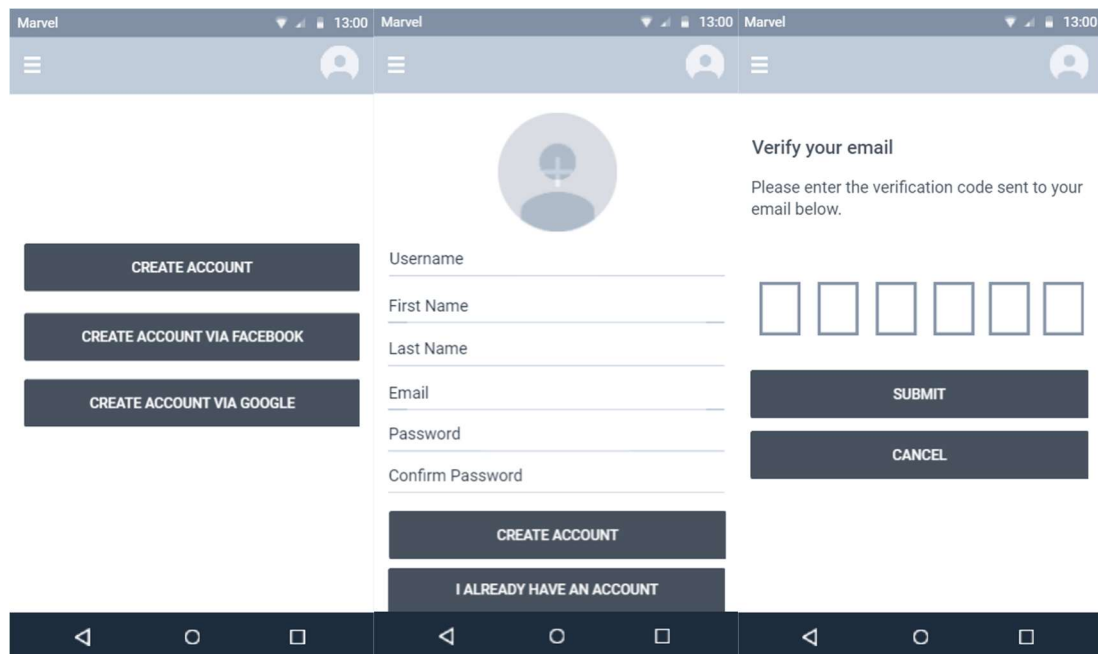 Marvel 13:00
CREATE ACCOUNT
CREATE ACCOUNT VIA FACEBOOK
CREATE ACCOUNT VIA GOOGLE
Marvel 13:00
Username
First Name
Last Name
Email
Password
Confirm Password
CREATE ACCOUNT
I ALREADY HAVE AN ACCOUNT
Marvel 13:00
Verify your email
Please enter the verification code sent to your
email below.
SUBMIT
CANCEL